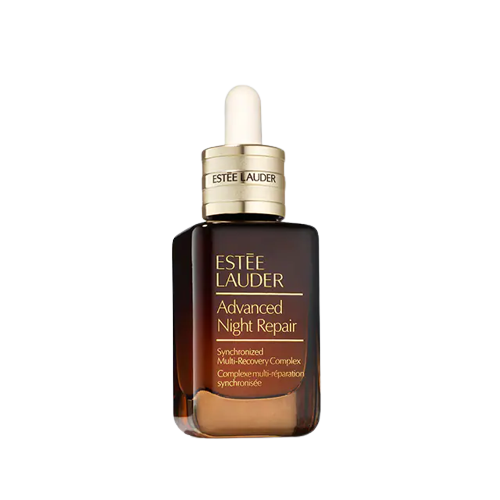 ESTĒE LAUDER
ESTĒE
LAUDER
Advanced
Night Repair
Synchronized
Multi-Recovery Complex
Complexe multi-réparation
synchronisée